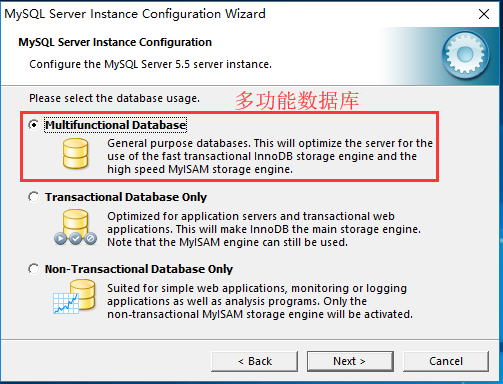 MySQL Server Instance Configuration Wizard
MySQL Server Instance Configuration
Configure the MySQL Server 5.5 server instance.
Please select the database usage.
多功能数据库
Multifunctional Database
General purpose databases. This will optimize the server for the
use of the fast transactional InnoDB storage engine and the
high speed MyISAM storage engine.
Transactional Database Only
Optimized for application servers and transactional web
applications. This will make InnoDB the main storage engine.
Note that the MyISAM engine can still be used.
Non-Transactional Database Only
Suited for simple web applications, monitoring or logging
applications as well as analysis programs. Only the
non-transactional MyISAM storage engine will be activated.
< Back
Next >
Cancel